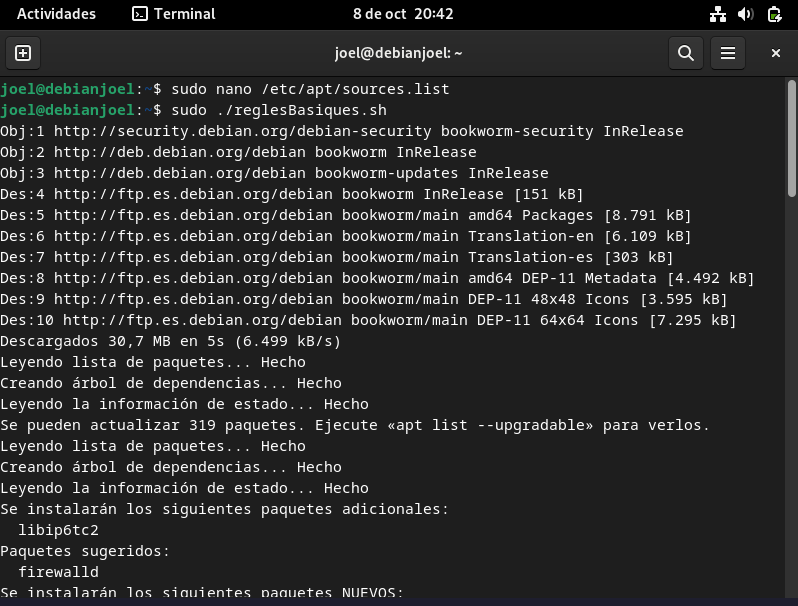 Actividades
Terminal
8 de oct 20:42
joel@debianjoel: ~
joel@debianjoel:~$ sudo nano /etc/apt/sources.list
joel@debianjoel:~$ sudo ./reglesBasiques.sh
Obj:1 http://security.debian.org/debian-security bookworm-security InRelease
Obj:2 http://deb.debian.org/debian bookworm InRelease
Obj:3 http://deb.debian.org/debian bookworm-updates InRelease
Des:4 http://ftp.es.debian.org/debian bookworm InRelease [151 kB]
Des:5 http://ftp.es.debian.org/debian bookworm/main amd64 Packages [8.791 kB]
Des:6 http://ftp.es.debian.org/debian bookworm/main Translation-en [6.109 kB]
Des:7 http://ftp.es.debian.org/debian bookworm/main Translation-es [303 kB]
Des:8 http://ftp.es.debian.org/debian bookworm/main amd64 DEP-11 Metadata [4.492 kB]
Des:9 http://ftp.es.debian.org/debian bookworm/main DEP-11 48x48 Icons [3.595 kB]
Des:10 http://ftp.es.debian.org/debian bookworm/main DEP-11 64x64 Icons [7.295 kB]
Descargados 30,7 MB en 5s (6.499 kB/s)
Leyendo lista de paquetes... Hecho
Creando árbol de dependencias... Hecho
Leyendo la información de estado... Hecho
Se pueden actualizar 319 paquetes. Ejecute «apt list --upgradable» para verlos.
Leyendo lista de paquetes... Hecho
Creando árbol de dependencias... Hecho
Leyendo la información de estado... Hecho
Se instalarán los siguientes paquetes adicionales:
  libip6tc2
Paquetes sugeridos:
  firewalld
Se instalarán los siguientes paquetes NUEVOS: